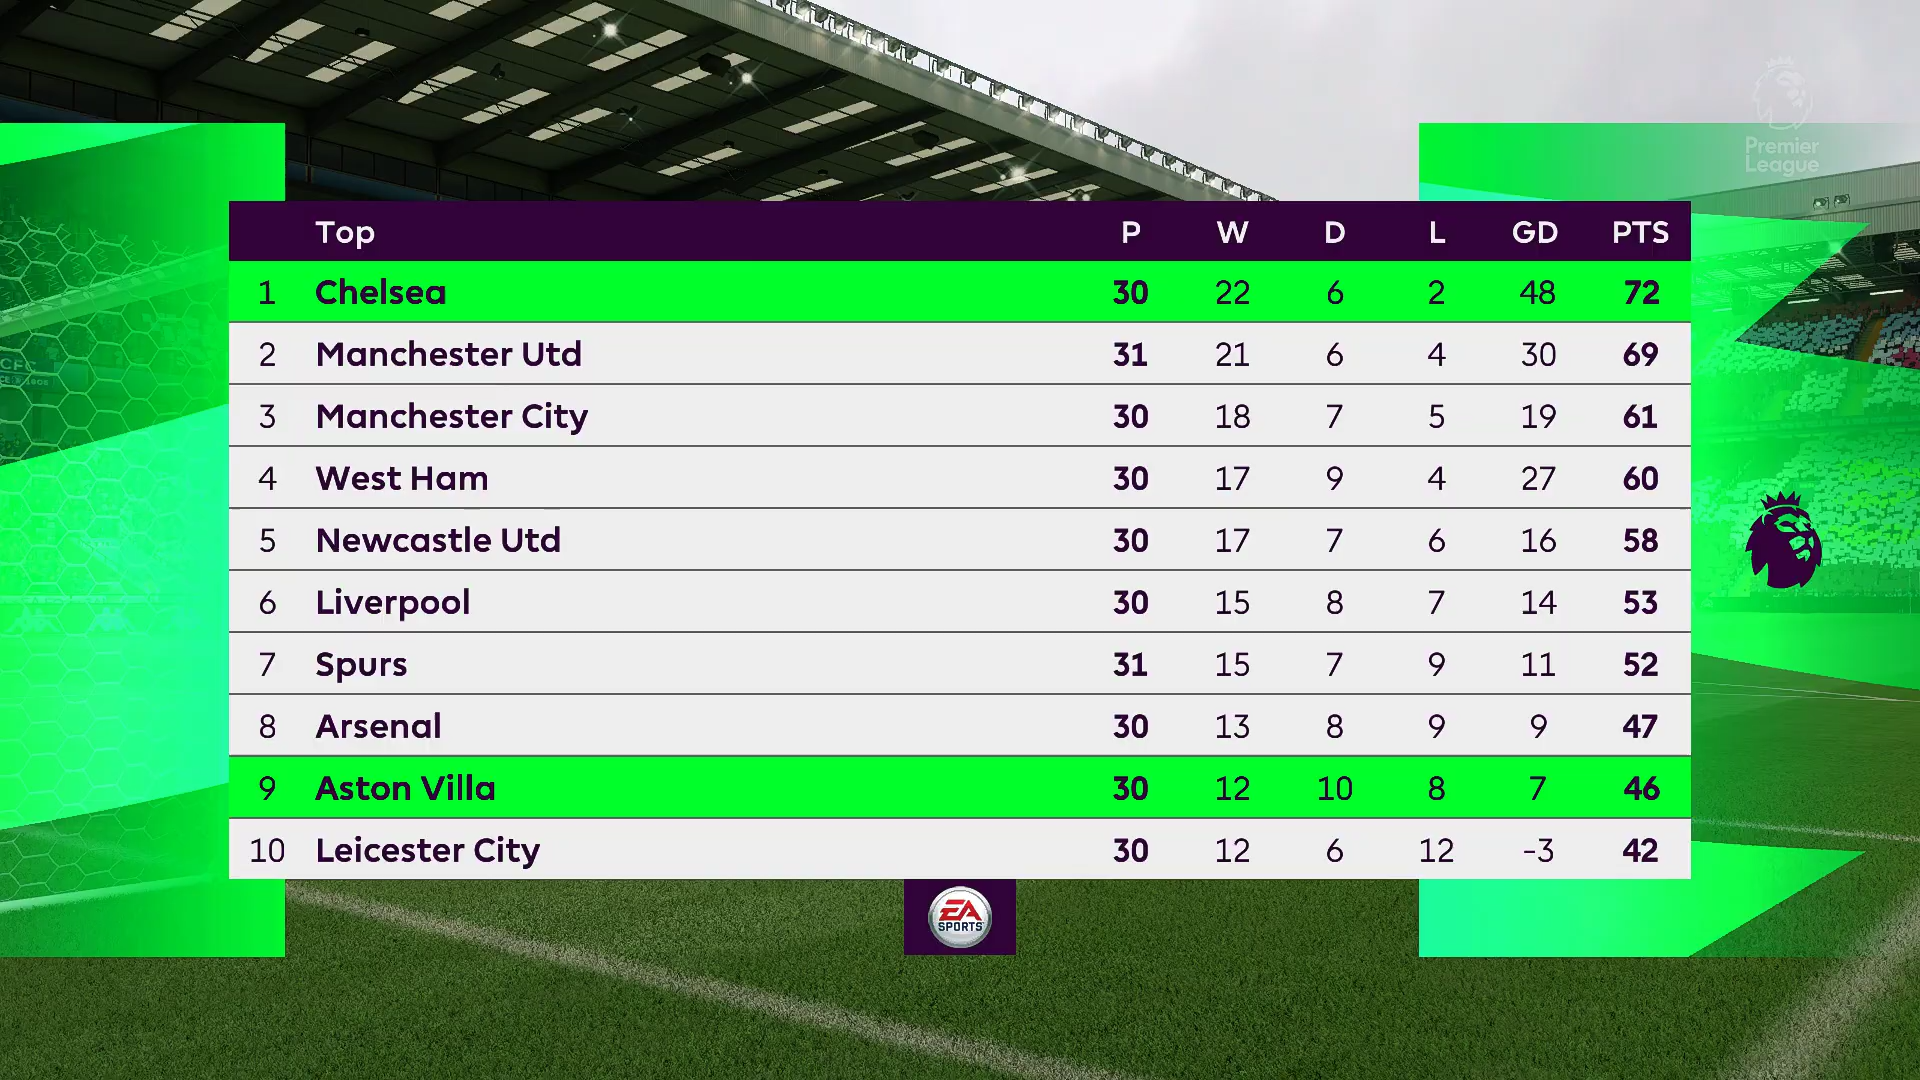 Premier
League
Top P W D L GD PTS
1 Chelsea 30 22 6 2 48 72
2 Manchester Utd 31 21 6 4 30 69
3 Manchester City 30 18 7 5 19 61
4 West Ham 30 17 9 4 27 60
5 Newcastle Utd 30 17 7 6 16 58
6 Liverpool 30 15 8 7 14 53
7 Spurs 31 15 7 9 11 52
8 Arsenal 30 13 8 9 9 47
9 Aston Villa 30 12 10 8 7 46
10 Leicester City 30 12 6 12 -3 42
EA
SPORTS